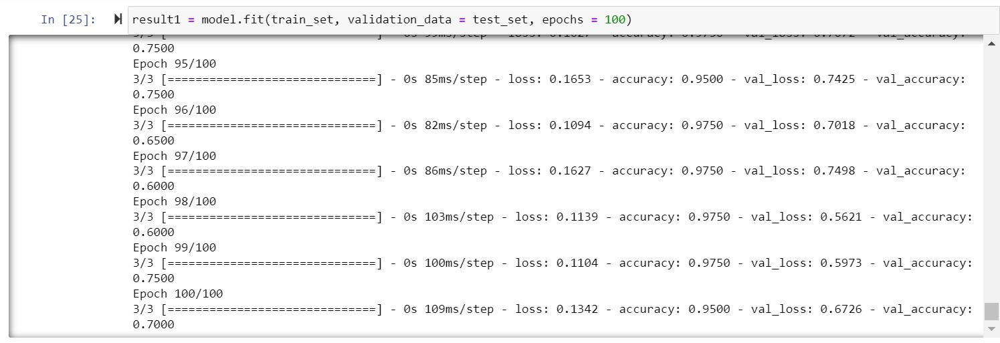 In [25]: result1 = model.fit(train_set, validation_data = test_set, epochs = 100)
0.7500
Epoch 95/100
3/3 [==============================] - 0s 85ms/step - loss: 0.1653 - accuracy: 0.9500 - val_loss: 0.7425 - val_accuracy:
0.7500
Epoch 96/100
3/3 [==============================] - 0s 82ms/step - loss: 0.1094 - accuracy: 0.9750 - val_loss: 0.7018 - val_accuracy:
0.6500
Epoch 97/100
3/3 [==============================] - 0s 86ms/step - loss: 0.1627 - accuracy: 0.9750 - val_loss: 0.7498 - val_accuracy:
0.6000
Epoch 98/100
3/3 [==============================] - 0s 103ms/step - loss: 0.1139 - accuracy: 0.9750 - val_loss: 0.5621 - val_accuracy:
0.6000
Epoch 99/100
3/3 [==============================] - 0s 100ms/step - loss: 0.1104 - accuracy: 0.9750 - val_loss: 0.5973 - val_accuracy:
0.7500
Epoch 100/100
3/3 [==============================] - 0s 109ms/step - loss: 0.1342 - accuracy: 0.9500 - val_loss: 0.6726 - val_accuracy:
0.7000